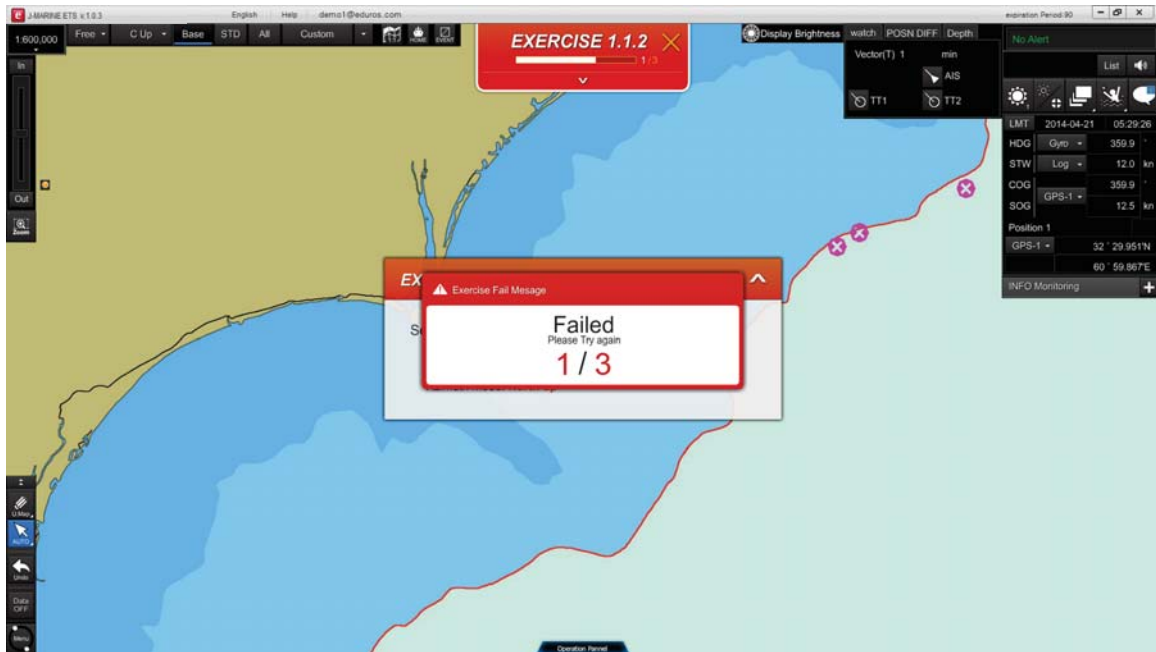 J-MARINE ETS v.1.0.3 English Help demo1@eduros.com expiration Period:90
1:600,000 Free C Up Base STD All Custom 1:1 HOME EVENT
EXERCISE 1.1.2
1/3
Display Brightness watch POSN DIFF Depth
Vector(T) 1 min
AIS
TT1 TT2
No Alert
List
LMT 2014-04-21 05:29:26
HDG Gyro 359.9 °
STW Log 12.0 kn
COG GPS-1 359.9 °
SOG 12.5 kn
Position 1
GPS-1 32 ° 29.951'N
60 ° 59.867'E
INFO Monitoring
In
Out
Zoom
EX
Exercise Fail Mesage
Failed
Please Try again
1 / 3
U.Map
AUTO
Undo
Data
OFF
Menu
Operation Pannel